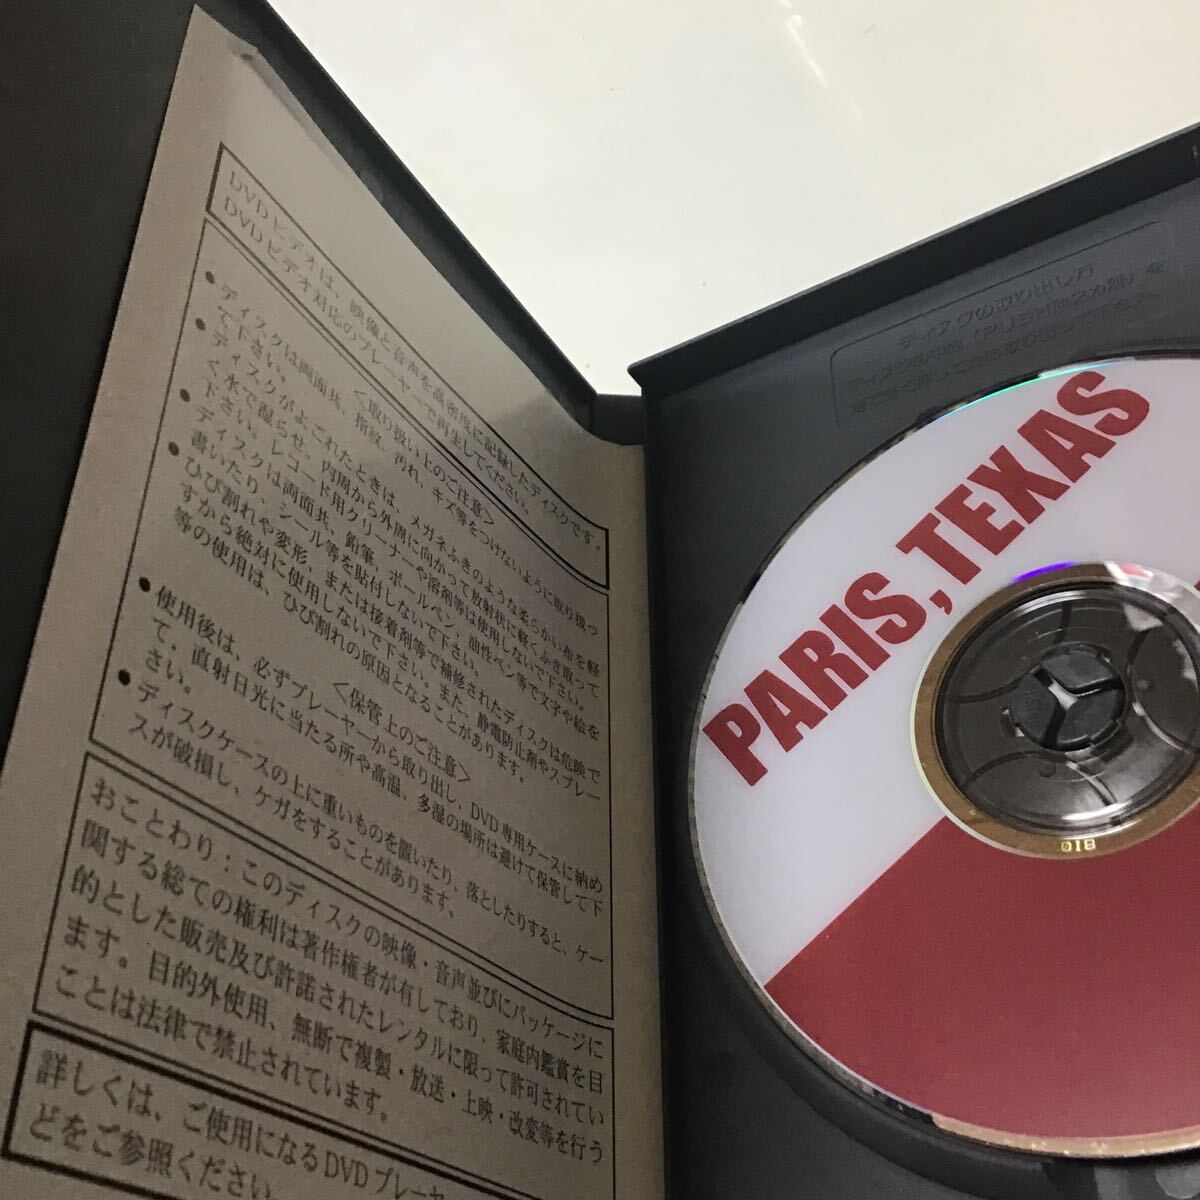 DVDビデオは、映像と音声を高密度に記録したディスクです。
DVDビデオ対応のプレーヤーで再生してください。
<取り扱い上のご注意>
●ディスクは両面共、指紋、汚れ、キズ等をつけないように取り扱っ
て下さい。
●ディスクがよごれたときは、メガネふきのような柔らかい布を軽
く水で湿らせ、内周から外周に向かって放射状に軽くふき取って
下さい。レコード用クリーナーや溶剤等は使用しないで下さい。
●ディスクは両面共、鉛筆、ボールペン、油性ペン等で文字や絵を
書いたり、シール等を貼付しないで下さい。
●ひび割れや変形、または接着剤等で補修されたディスクは危険で
すから絶対に使用しないで下さい。また、静電防止剤やスプレー
等の使用は、ひび割れの原因となることがあります。
<保管上のご注意>
●使用後は、必ずプレーヤーから取り出し、DVD専用ケースに納め
て、直射日光に当たる所や高温、多湿の場所は避けて保管して下
さい。
●ディスクケースの上に重いものを置いたり、落としたりすると、ケー
スが破損し、ケガをすることがあります。
おことわり:このディスクの映像・音声並びにパッケージに
関する総ての権利は著作権者が有しており、家庭内鑑賞を目
的とした販売及び許諾されたレンタルに限って許可されてい
ます。目的外使用、無断で複製・放送・上映・改変等を行う
ことは法律で禁止されています。
詳しくは、ご使用になるDVDプレーヤ
どをご参照ください。
ディスクの取り出し方
ディスクの中心(PUSH他2カ所)を
PARIS, TEXAS
018